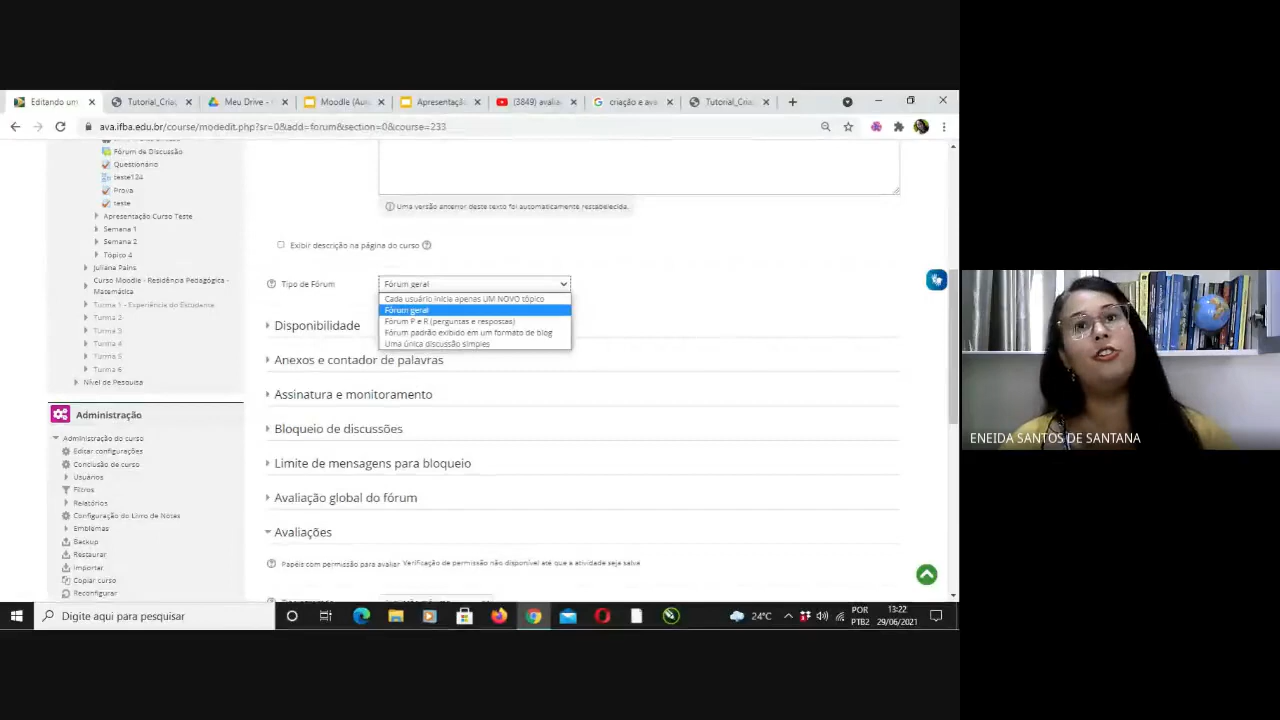 Editando um
Tutorial_Criaç
Meu Drive -
Moodle (Aul
Apresentaçã
(3849) avalia
criação e ava
Tutorial_Criaç
ava.ifba.edu.br/course/modedit.php?sr=0&add=forum&section=0&course=233
Fórum de Discussão
Questionário
teste124
Prova
teste
Apresentação Curso Teste
Semana 1
Semana 2
Tópico 4
Juliana Pains
Curso Moodle - Residência Pedagógica -
Matemática
Turma 1 - Experiência do Estudante
Turma 2
Turma 3
Turma 4
Turma 5
Turma 6
Nível de Pesquisa
Administração
Administração do curso
Editar configurações
Conclusão de curso
Usuários
Filtros
Relatórios
Configuração do Livro de Notas
Emblemas
Backup
Restaurar
Importar
Copiar curso
Reconfigurar
Uma versão anterior deste texto foi automaticamente restabelecida.
Exibir descrição na página do curso
Tipo de Fórum
Fórum geral
Cada usuário inicia apenas UM NOVO tópico
Fórum geral
Fórum P e R (perguntas e respostas)
Fórum padrão exibido em um formato de blog
Uma única discussão simples
Disponibilidade
Anexos e contador de palavras
Assinatura e monitoramento
Bloqueio de discussões
Limite de mensagens para bloqueio
Avaliação global do fórum
Avaliações
Papéis com permissão para avaliar Verificação de permissão não disponível até que a atividade seja salva
ENEIDA SANTOS DE SANTANA
Digite aqui para pesquisar
24°C
POR
PTB2
13:22
29/06/2021